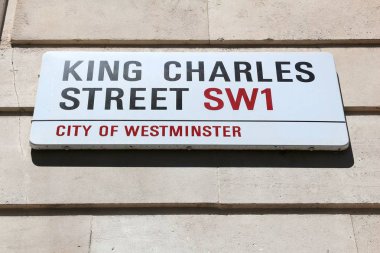 KING CHARLES
STREET SW1
CITY OF WESTMINSTER